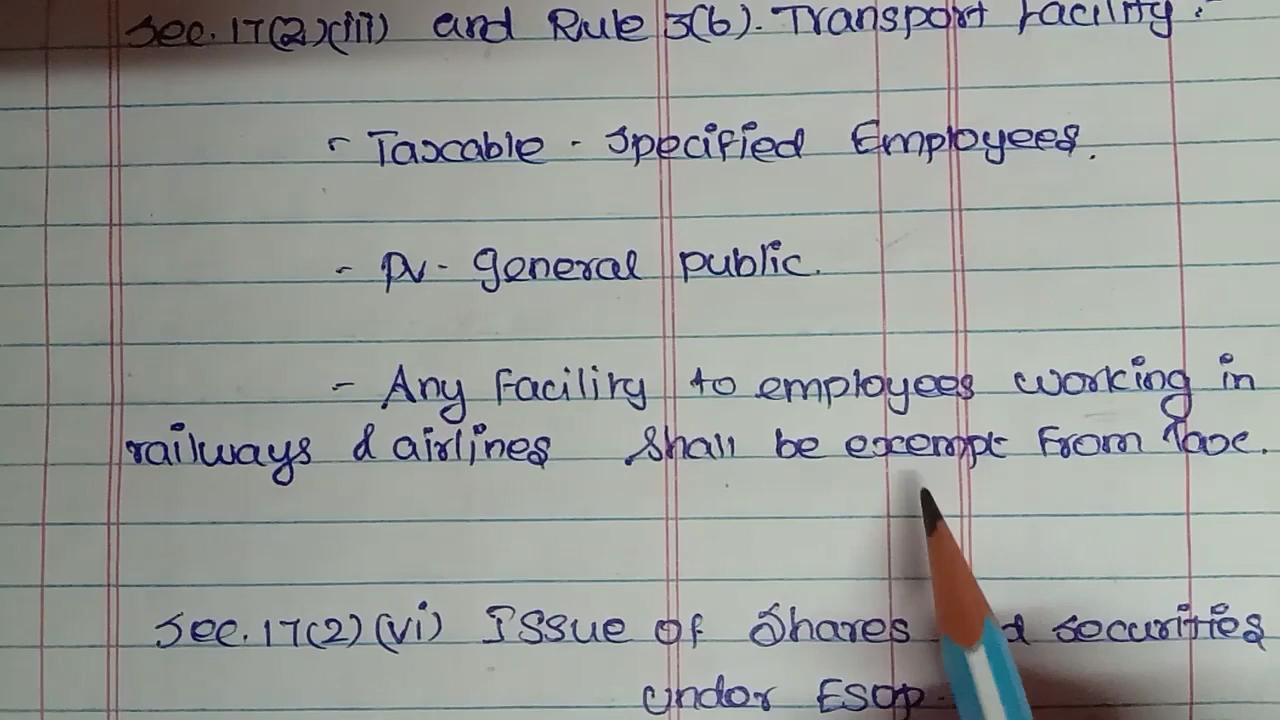 Sec. 17(2)(iii) and Rule 3(6). Transport facility:
- Taxable - Specified Employees.
- PV - General public.
- Any facility to employees working in
railways & airlines shall be exempt from tax.
Sec. 17(2)(vi) Issue of Shares securities
under ESOP